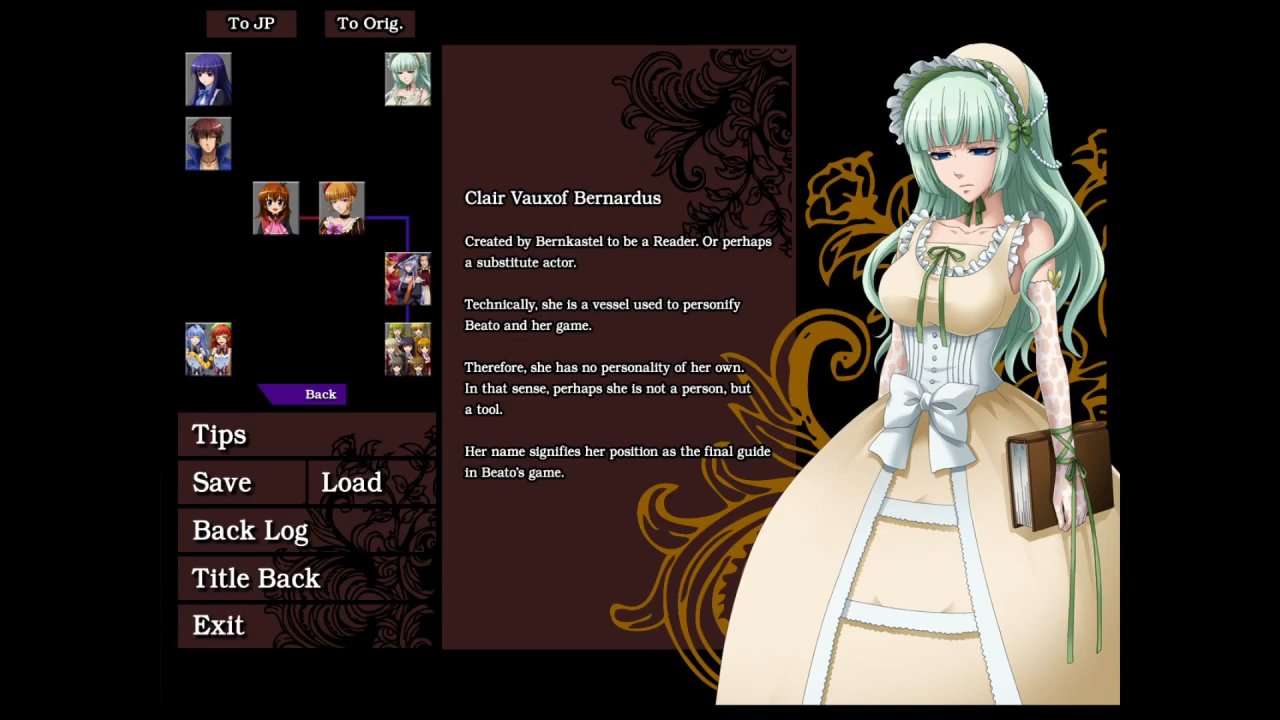 To JP
To Orig.
Clair Vauxof Bernardus
Created by Bernkastel to be a Reader. Or perhaps
a substitute actor.
Technically, she is a vessel used to personify
Beato and her game.
Therefore, she has no personality of her own.
In that sense, perhaps she is not a person, but
a tool.
Her name signifies her position as the final guide
in Beato's game.
Back
Tips
Save
Load
Back Log
Title Back
Exit